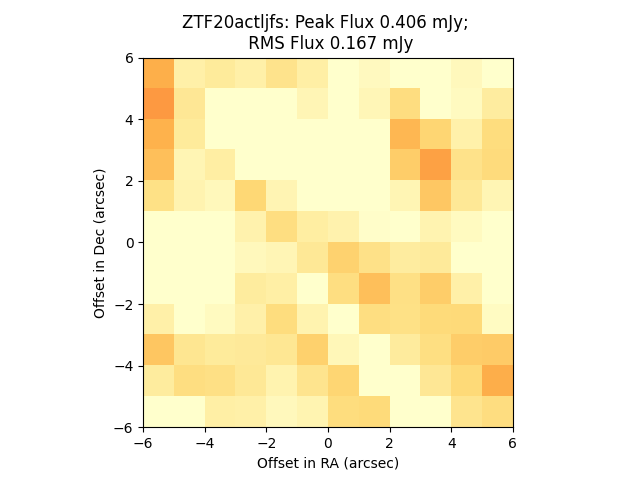 ZTF20actljfs: Peak Flux 0.406 mJy;
RMS Flux 0.167 mJy
6
4
2
0
−2
−4
−6
Offset in Dec (arcsec)
−6 −4 −2 0 2 4 6
Offset in RA (arcsec)